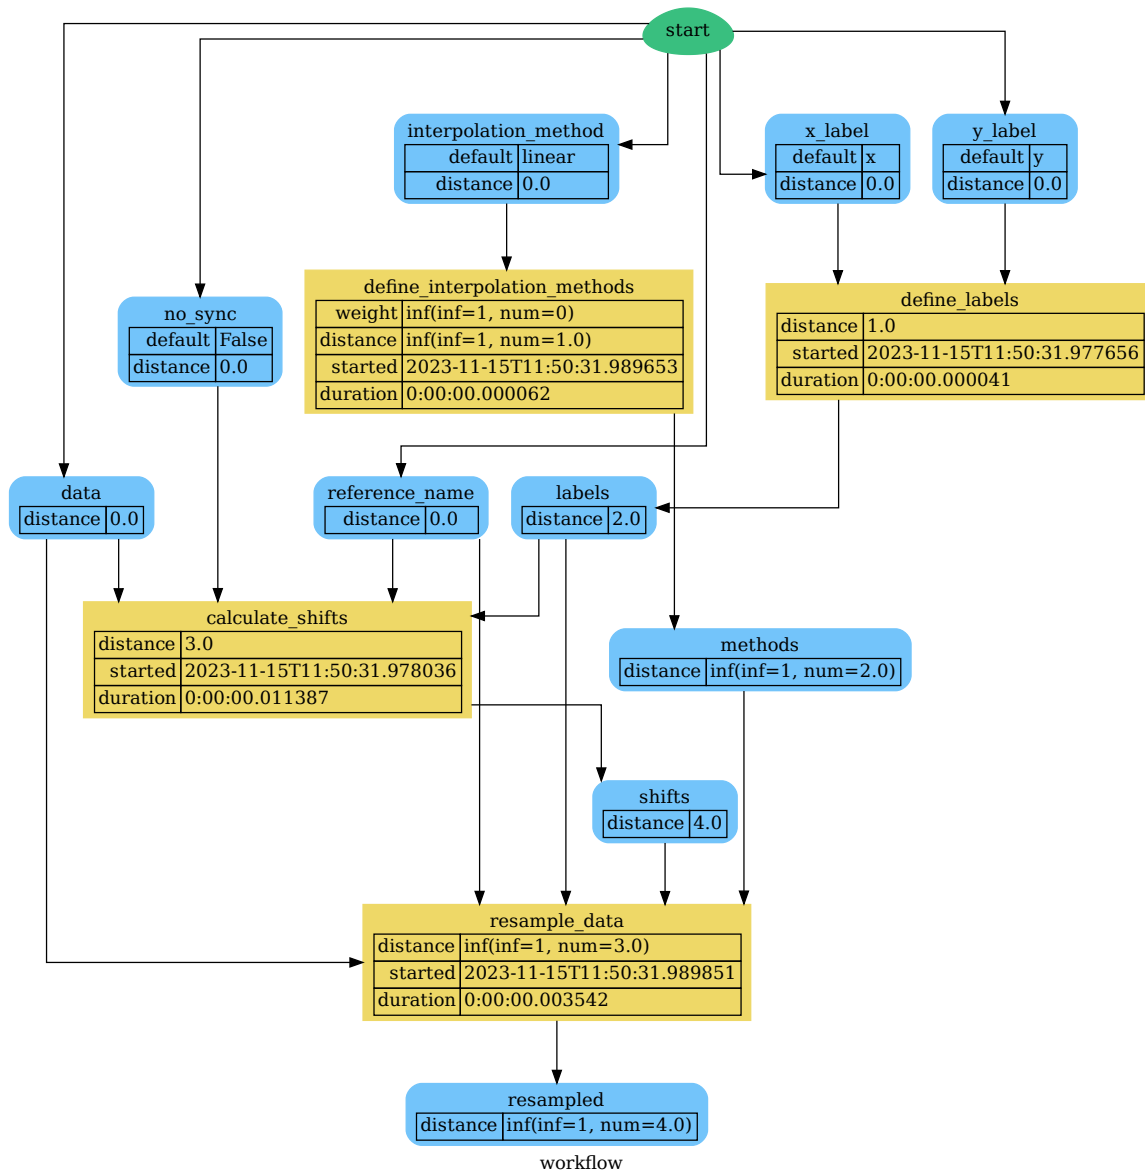 start
interpolation_method
default linear
distance 0.0
x_label
default x
distance 0.0
y_label
default y
distance 0.0
no_sync
default False
distance 0.0
define_interpolation_methods
weight inf(inf=1, num=0)
distance inf(inf=1, num=1.0)
started 2023-11-15T11:50:31.989653
duration 0:00:00.000062
define_labels
distance 1.0
started 2023-11-15T11:50:31.977656
duration 0:00:00.000041
data
distance 0.0
reference_name
distance 0.0
labels
distance 2.0
calculate_shifts
distance 3.0
started 2023-11-15T11:50:31.978036
duration 0:00:00.011387
methods
distance inf(inf=1, num=2.0)
shifts
distance 4.0
resample_data
distance inf(inf=1, num=3.0)
started 2023-11-15T11:50:31.989851
duration 0:00:00.003542
resampled
distance inf(inf=1, num=4.0)
workflow